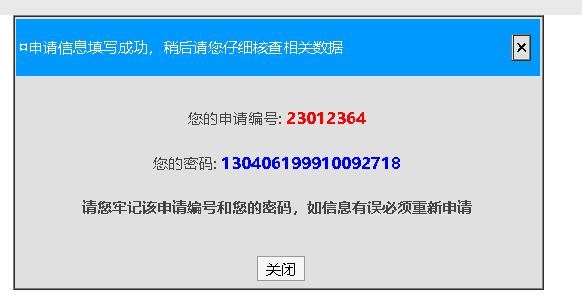 ¤申请信息填写成功，稍后请您仔细核查相关数据
×
您的申请编号: 23012364
您的密码: 130406199910092718
请您牢记该申请编号和您的密码，如信息有误必须重新申请
关闭